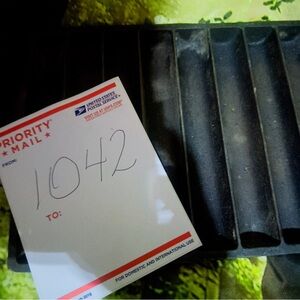 UNITED STATES
POSTAL SERVICE
PRIORITY
★ MAIL ★
FROM:
1042
TO:
FOR DOMESTIC AND INTERNATIONAL USE